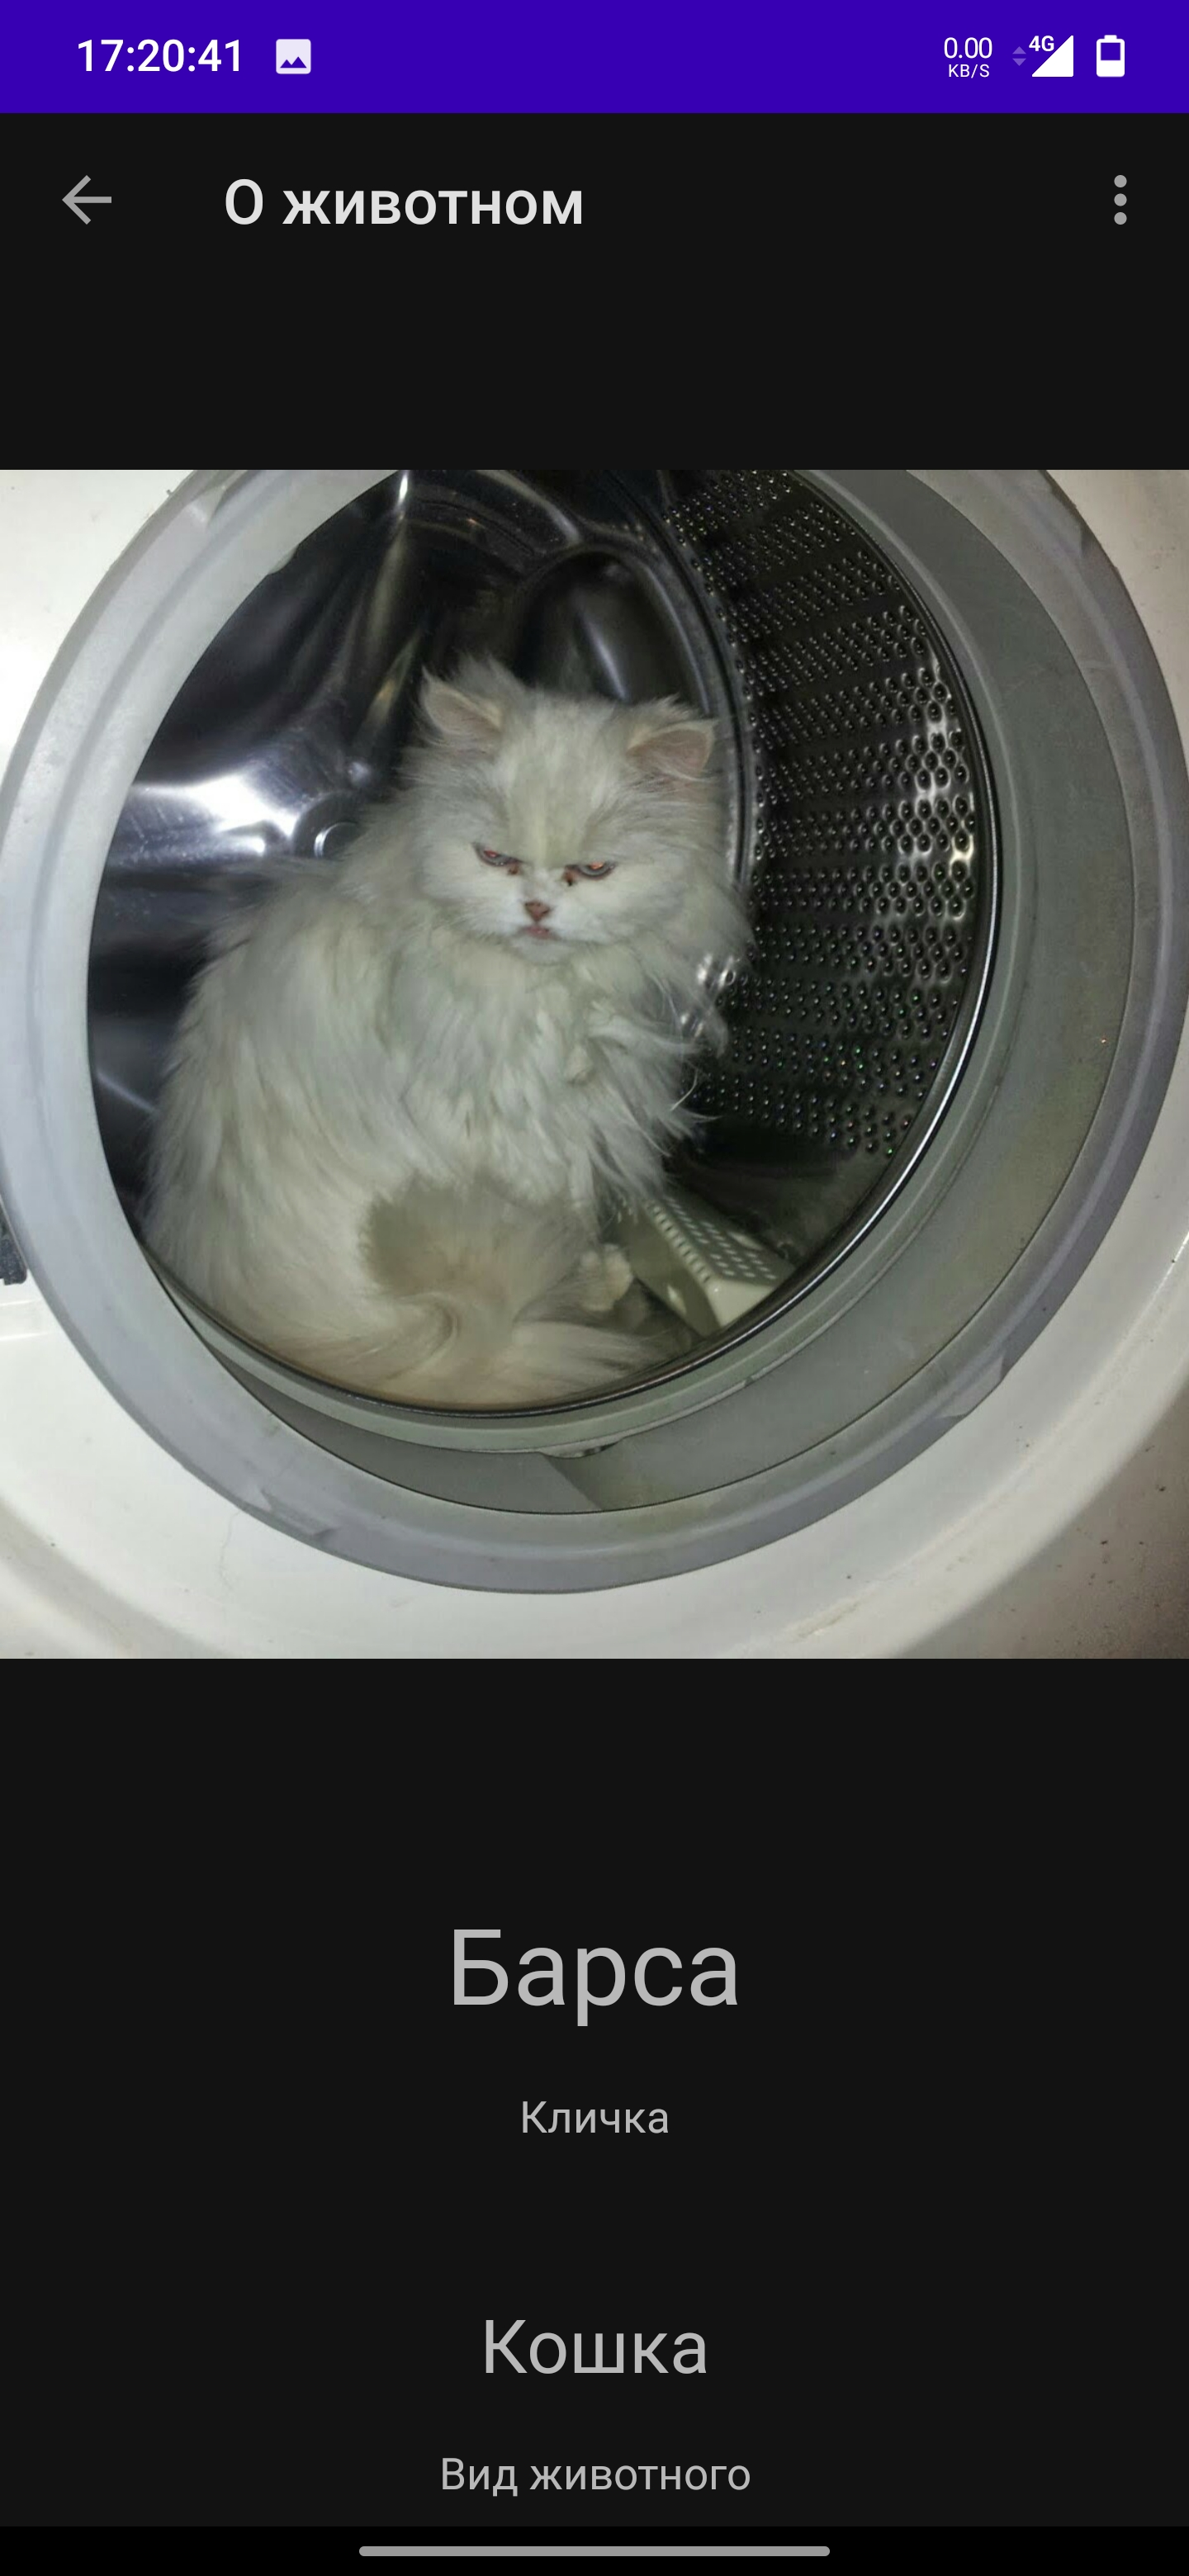 17:20:41
0.00
KB/S
4G
О животном
Барса
Кличка
Кошка
Вид животного